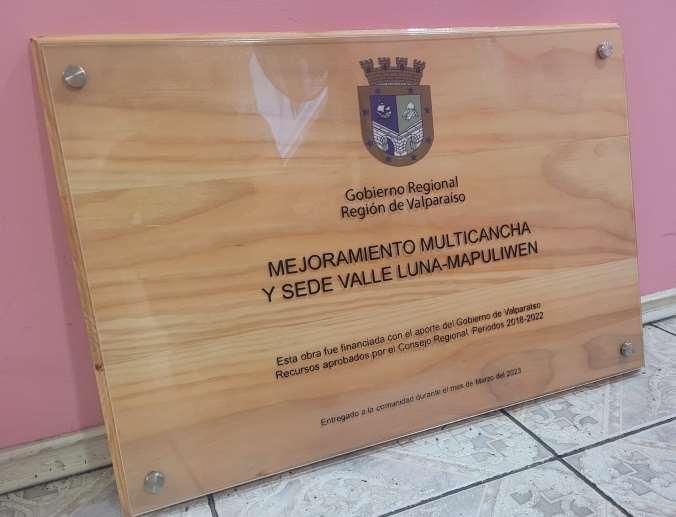 Gobierno Regional
Región de Valparaíso
MEJORAMIENTO MULTICANCHA
Y SEDE VALLE LUNA-MAPULIWEN
Esta obra fue financiada con el aporte del Gobierno de Valparaíso
Recursos aprobados por el Consejo Regional, Periodos 2018-2022
Entregado a la comunidad durante el mes de Marzo del 2023